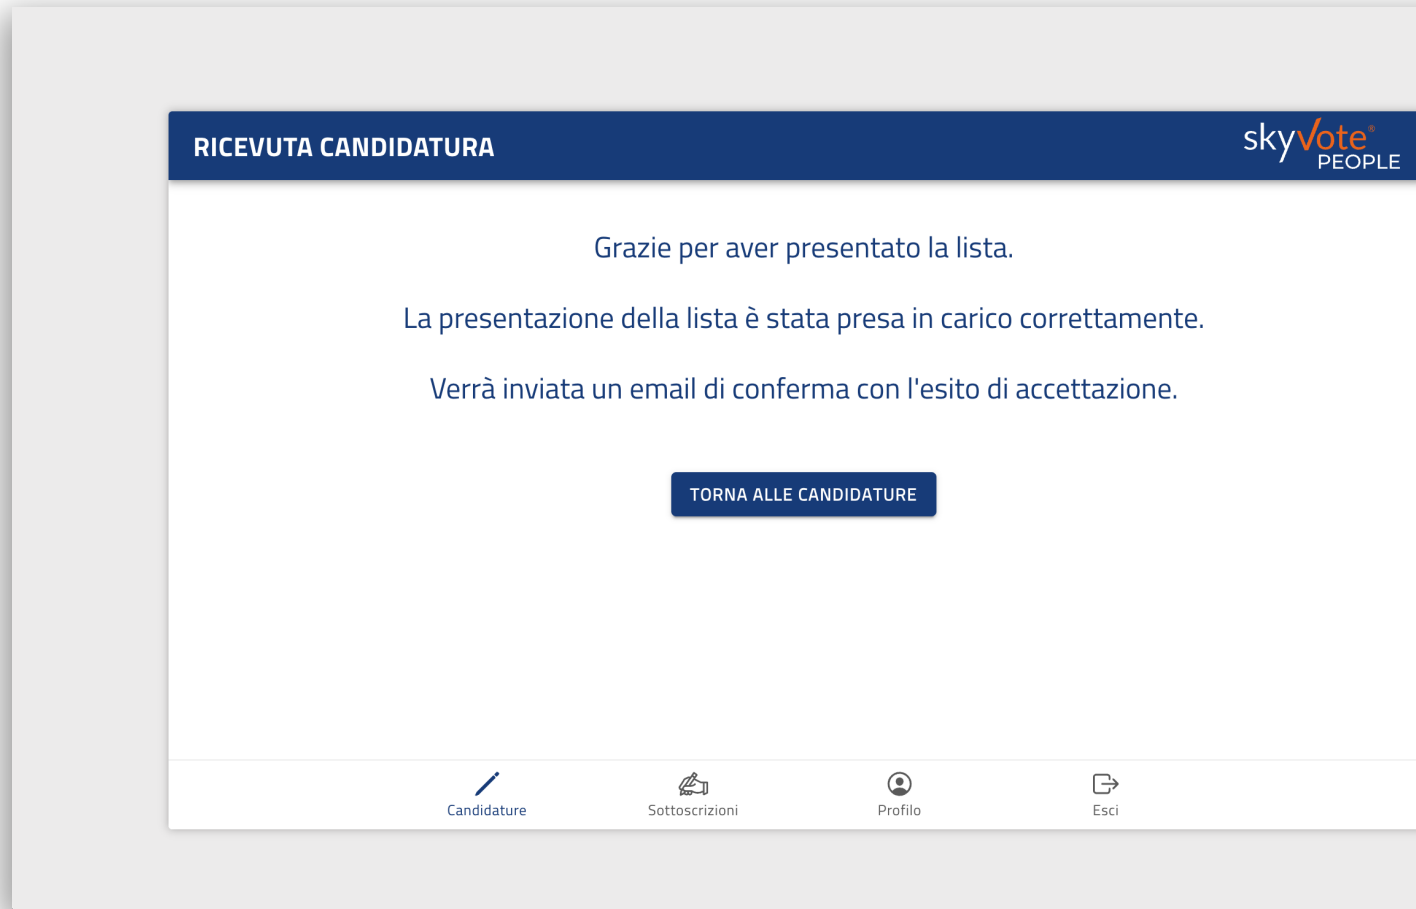 RICEVUTA CANDIDATURA
skyvote®
PEOPLE
Grazie per aver presentato la lista.
La presentazione della lista è stata presa in carico correttamente.
Verrà inviata un email di conferma con l'esito di accettazione.
TORNA ALLE CANDIDATURE
Candidature
Sottoscrizioni
Profilo
Esci